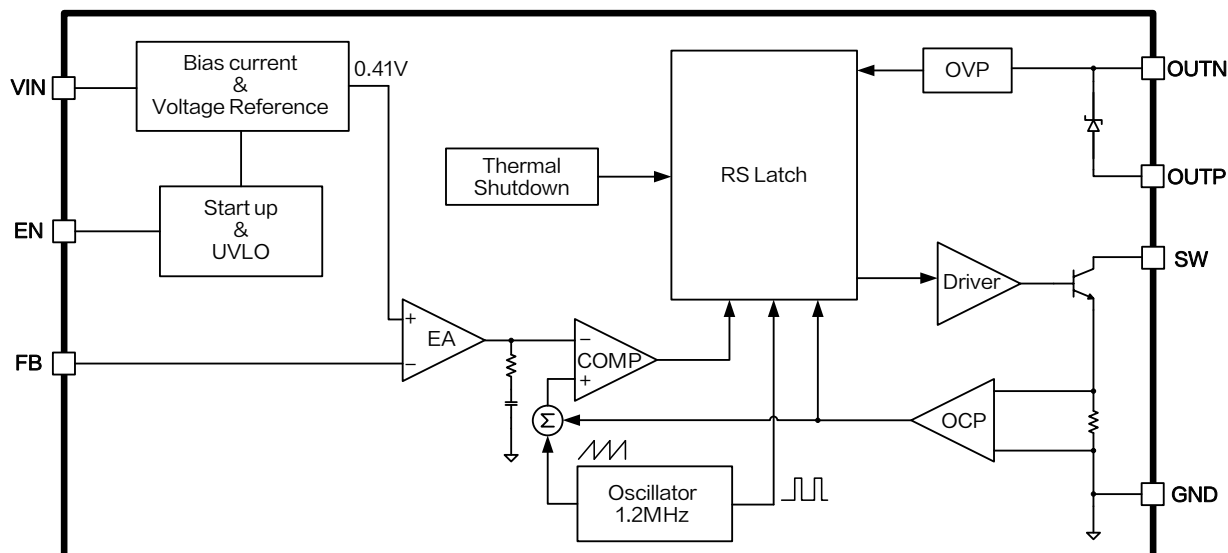 VIN
Bias current
&
Voltage Reference
0.41V
OVP
OUTN
Thermal
Shutdown
RS Latch
OUTP
EN
Start up
&
UVLO
Driver
SW
+
EA
−
FB
−
COMP
+
Σ
OCP
Oscillator
1.2MHz
GND